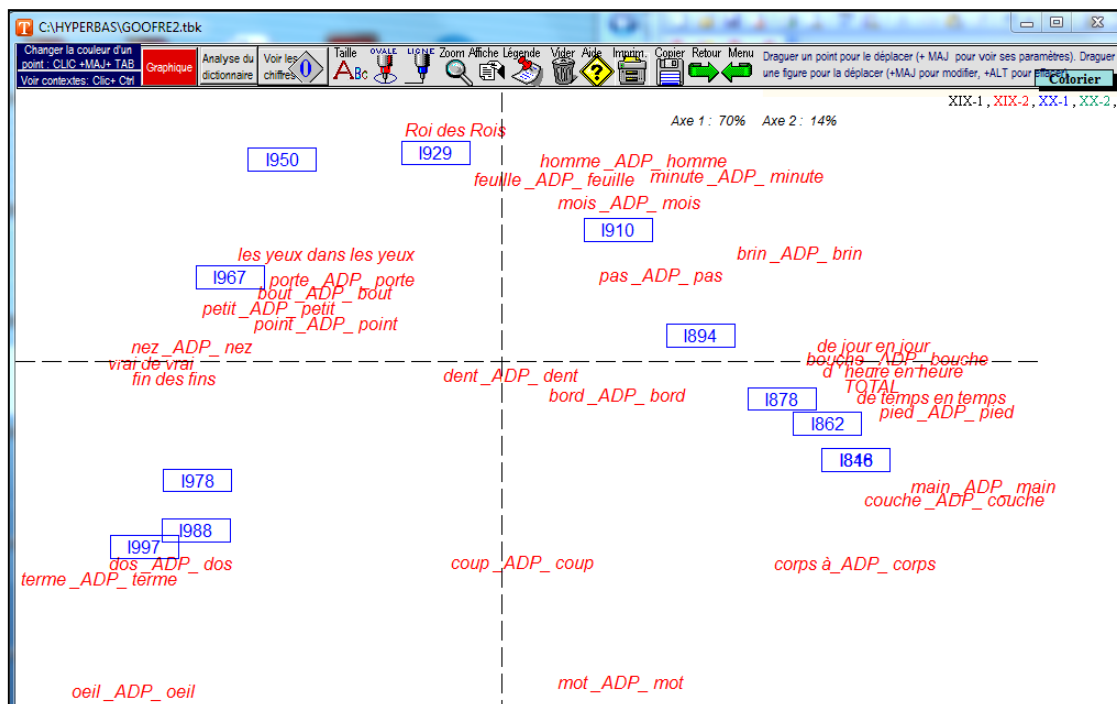 C:\HYPERBAS\GOOFRE2.tbk
Changer la couleur d'un
point : CLIC +MAJ+ TAB
Voir contextes: Clic+ Ctrl
Graphique
Analyse du
dictionnaire
Voir les
chiffres
0
Taille OVALE LIGNE Zoom Affiche Légende Vider Aide Imprim. Copier Retour Menu
ABc
Draguer un point pour le déplacer (+ MAJ pour voir ses paramètres). Draguer
une figure pour la déplacer (+MAJ pour modifier, +ALT pour effacer)
Colorier
XIX-1 , XIX-2 , XX-1 , XX-2 ,
Axe 1 : 70% Axe 2 : 14%
Roi des Rois
I950
I929
homme _ADP_ homme
feuille _ADP_ feuille
minute _ADP_ minute
mois _ADP_ mois
I910
les yeux dans les yeux
brin _ADP_ brin
I967
porte _ADP_ porte
pas _ADP_ pas
bout _ADP_ bout
petit _ADP_ petit
point _ADP_ point
I894
nez _ADP_ nez
de jour en jour
vrai de vrai
bouche _ADP_ bouche
fin des fins
dent _ADP_ dent
d' heure en heure
TOTAL
bord _ADP_ bord
I878
de temps en temps
pied _ADP_ pied
I862
I846
I978
main _ADP_ main
couche _ADP_ couche
I988
I997
dos _ADP_ dos
coup _ADP_ coup
corps à_ADP_ corps
terme _ADP_ terme
oeil _ADP_ oeil
mot _ADP_ mot